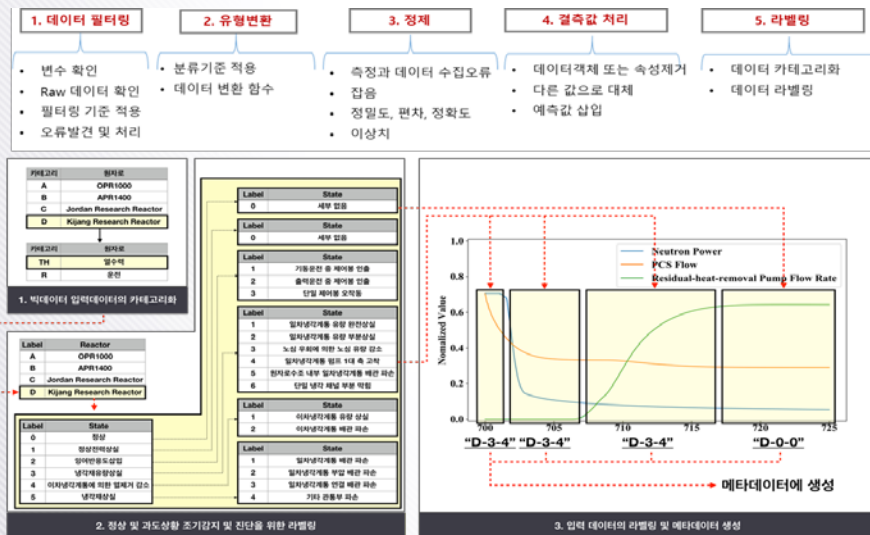 1. 데이터 필터링
2. 유형변환
3. 정제
4. 결측값 처리
5. 라벨링
• 변수 확인
• Raw 데이터 확인
• 필터링 기준 적용
• 오류발견 및 처리
• 분류기준 적용
• 데이터 변환 함수
• 측정과 데이터 수집오류
• 잡음
• 정밀도, 편차, 정확도
• 이상치
• 데이터객체 또는 속성제거
• 다른 값으로 대체
• 예측값 삽입
• 데이터 카테고리화
• 데이터 라벨링
카테고리 원자로
A OPR1000
B APR1400
C Jordan Research Reactor
D Kijang Research Reactor
카테고리 원자로
TH 열수력
R 운전
1. 빅데이터 입력데이터의 카테고리화
Label Reactor
A OPR1000
B APR1400
C Jordan Research Reactor
D Kijang Research Reactor
Label State
0 정상
1 정상전력상실
2 잉여반응도삽입
3 냉각재유량상실
4 이차냉각계통에 의한 열제거 감소
5 냉각재상실
Label State
0 세부 없음
Label State
0 세부 없음
Label State
1 기동운전 중 제어봉 인출
2 출력운전 중 제어봉 인출
3 단일 제어봉 오작동
Label State
1 일차냉각계통 유량 완전상실
2 일차냉각계통 유량 부분상실
3 노심 우회에 의한 노심 유량 감소
4 일차냉각계통 펌프 1대 축 고착
5 원자로수조 내부 일차냉각계통 배관 파손
6 단일 냉각 채널 부분 막힘
Label State
1 이차냉각계통 유량 상실
2 이차냉각계통 배관 파손
Label State
1 일차냉각계통 배관 파손
2 일차냉각계통 부압 배관 파손
3 일차냉각계통 연결 배관 파손
4 기타 관통부 파손
2. 정상 및 과도상황 조기감지 및 진단을 위한 라벨링
Nomalized Value
1.0
0.8
0.6
0.4
0.2
0.0
Neutron Power
PCS Flow
Residual-heat-removal Pump Flow Rate
700 705 710 715 720 725
“D-3-4” “D-3-4” “D-3-4” “D-0-0”
메타데이터에 생성
3. 입력 데이터의 라벨링 및 메타데이터 생성